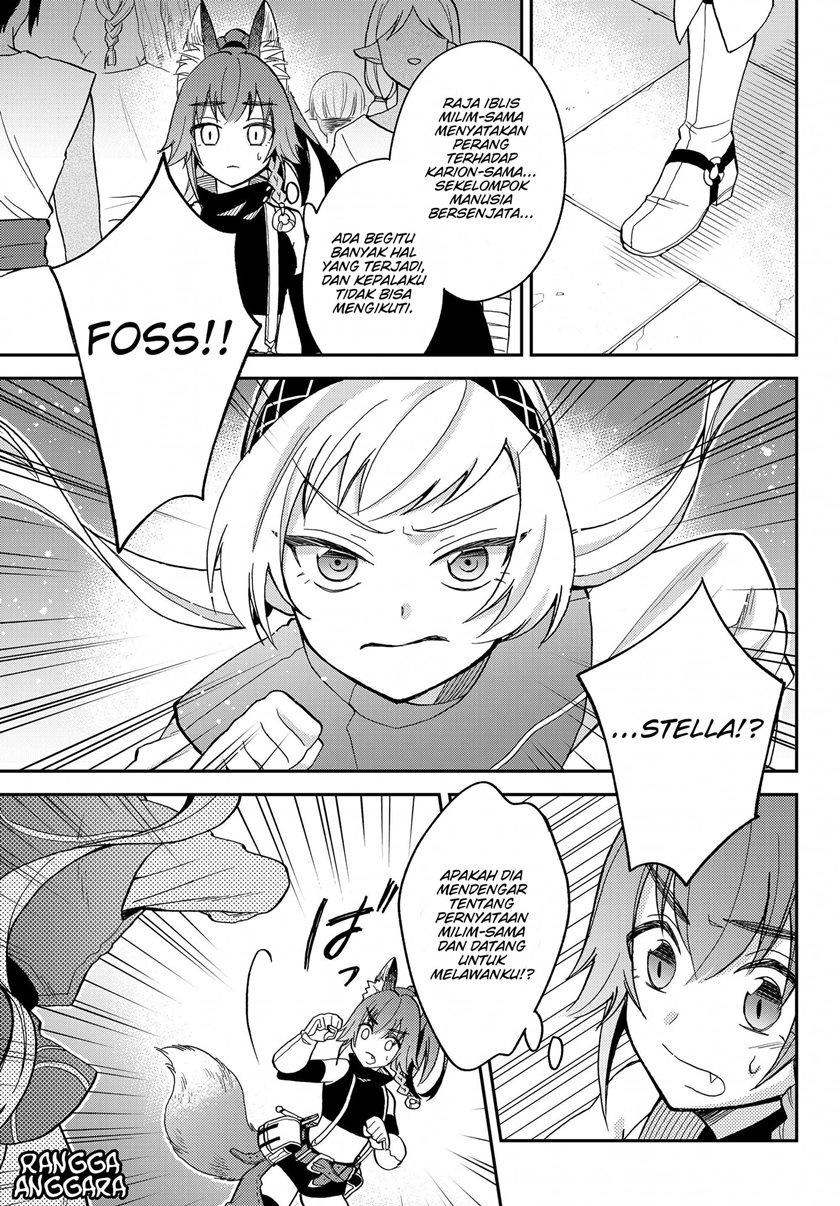 RAJA IBLIS
MILIM-SAMA
MENYATAKAN
PERANG
TERHADAP
KARION-SAMA...
SEKELOMPOK
MANUSIA
BERSENJATA...
ADA BEGITU
BANYAK HAL
YANG TERJADI,
DAN KEPALAKU
TIDAK BISA
MENGIKUTI.
FOSS!!
...STELLA!?
APAKAH DIA
MENDENGAR
TENTANG
PERNYATAAN
MILIM-SAMA
DAN DATANG
UNTUK
MELAWANKU!?
ばっ
RANGGA
ANGGARA